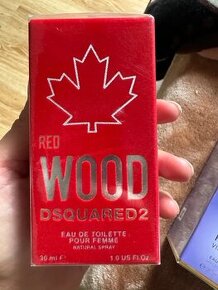 RED
WOOD
DSQUARED2
EAU DE TOILETTE
POUR FEMME
NATURAL SPRAY
30 ml ℮ 1.0 US Fl.Oz.